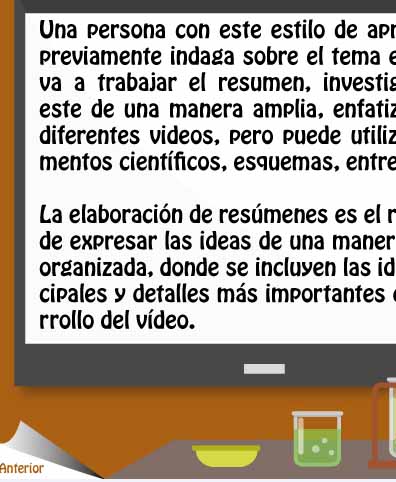 Una persona con este estilo de apr
previamente indaga sobre el tema e
va a trabajar el resumen, investig
este de una manera amplia, enfatiz
diferentes videos, pero puede utiliz
mentos científicos, esquemas, entre
La elaboración de resúmenes es el r
de expresar las ideas de una maner
organizada, donde se incluyen las id
cipales y detalles más importantes
rrollo del vídeo.
Anterior